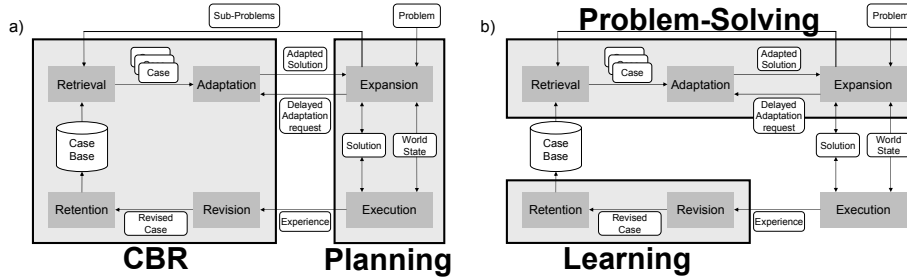 a)
Sub-Problems
Problem
Retrieval
Case
Adaptation
Adapted
Solution
Expansion
Delayed
Adaptation
request
Case
Base
Solution
World
State
Retention
Revised
Case
Revision
Experience
Execution
CBR
Planning
b)
Problem-Solving
Problem
Retrieval
Case
Adaptation
Adapted
Solution
Expansion
Delayed
Adaptation
request
Case
Base
Solution
World
State
Retention
Revised
Case
Revision
Experience
Execution
Learning